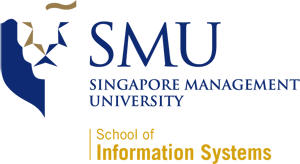 SMU
SINGAPORE MANAGEMENT
UNIVERSITY
School of
Information Systems